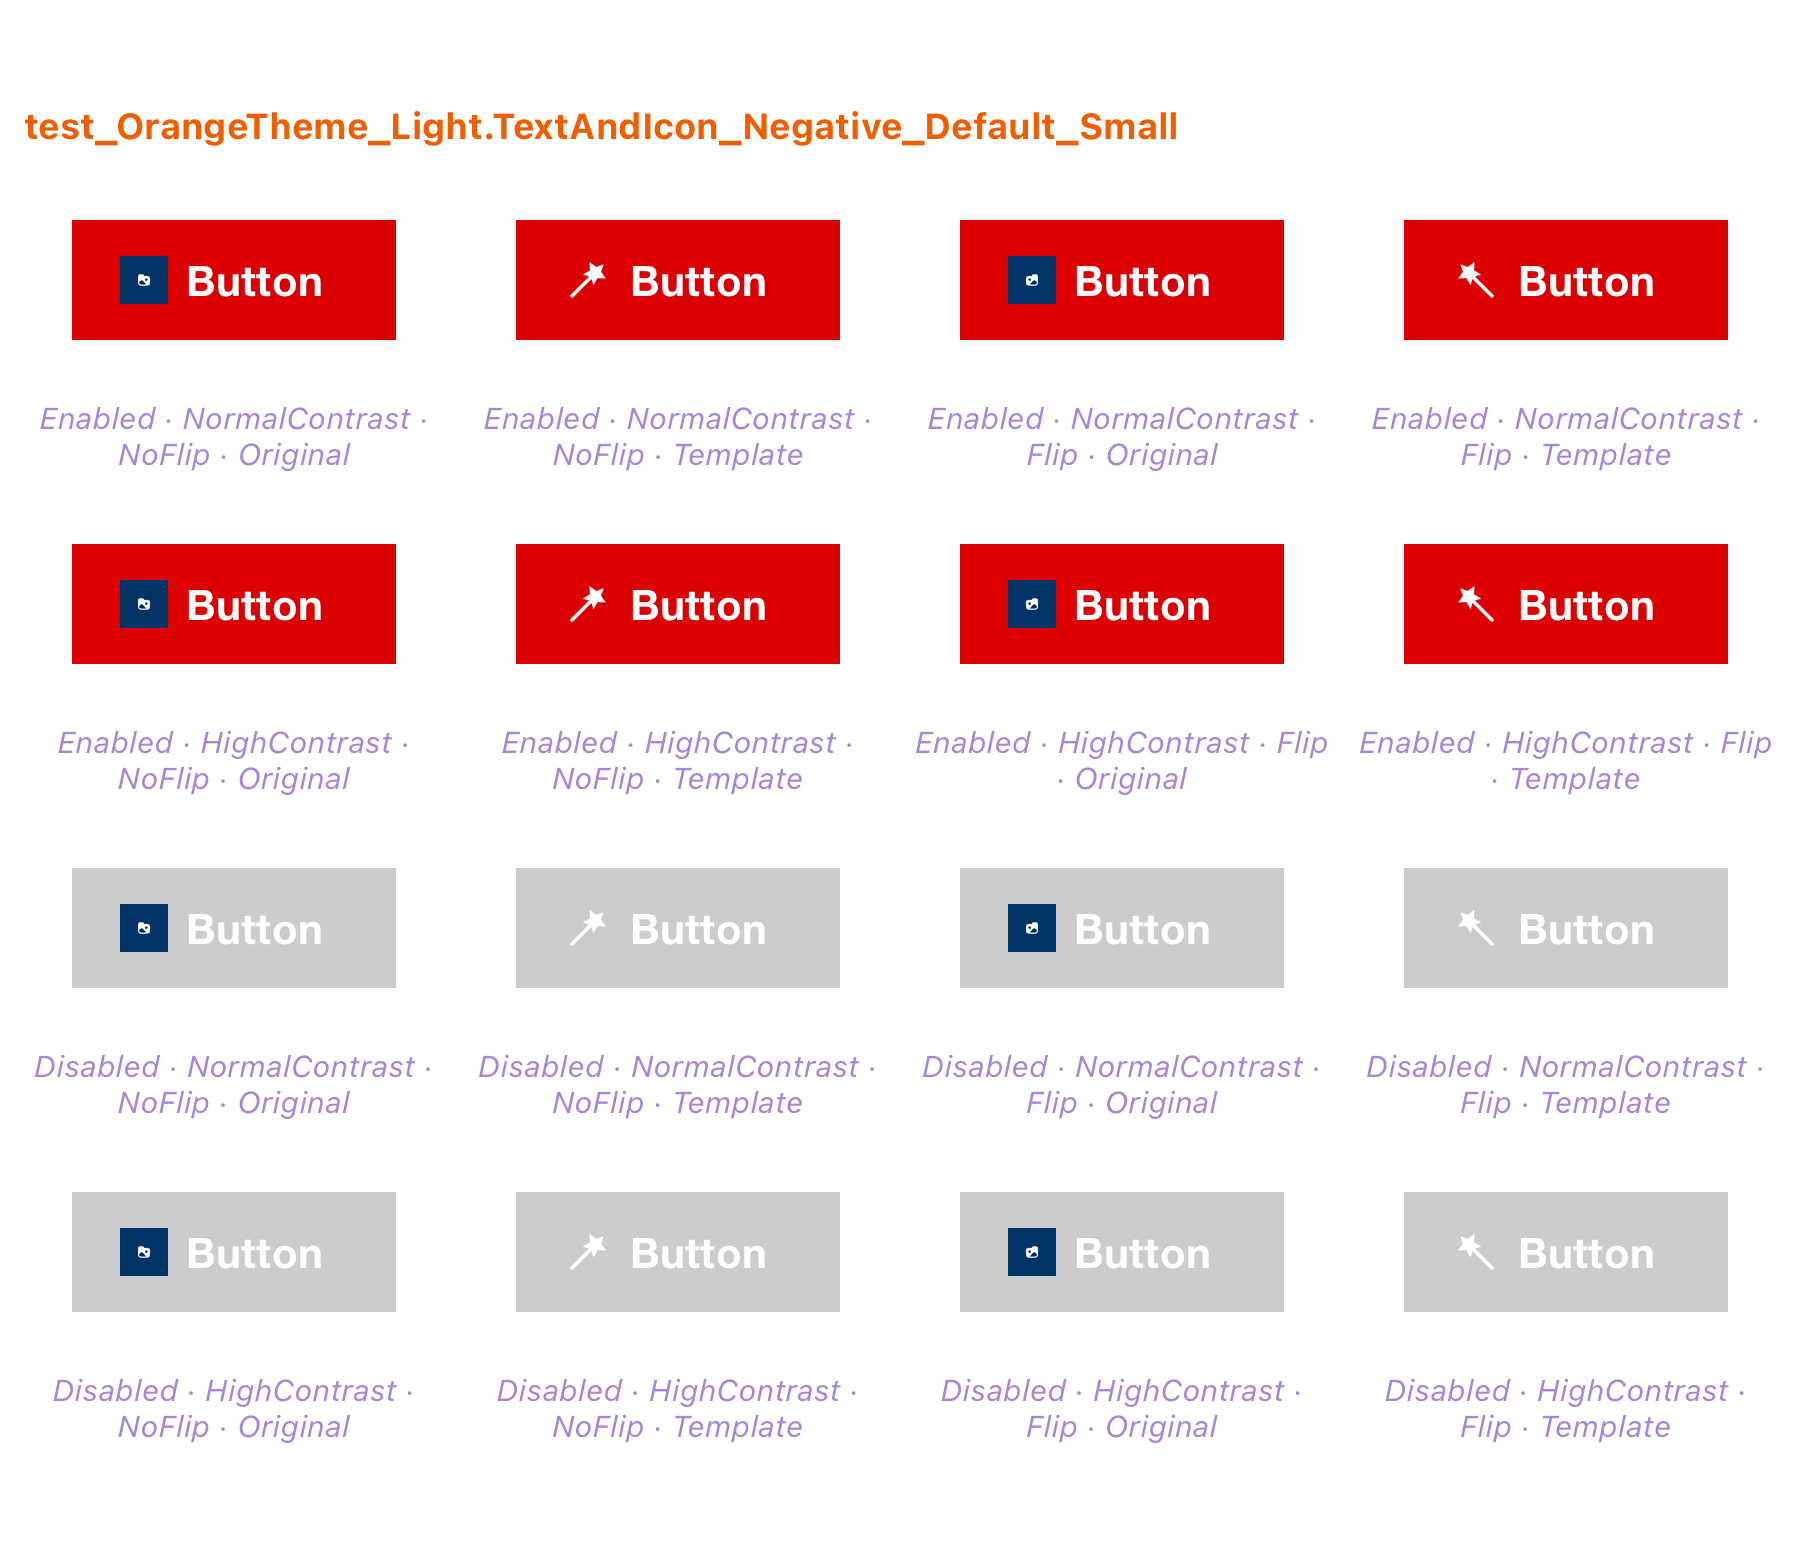 test_OrangeTheme_Light.TextAndIcon_Negative_Default_Small
Button Button Button Button
Enabled · NormalContrast · Enabled · NormalContrast · Enabled · NormalContrast · Enabled · NormalContrast ·
NoFlip · Original NoFlip · Template Flip · Original Flip · Template
Button Button Button Button
Enabled · HighContrast · Enabled · HighContrast · Enabled · HighContrast · Flip Enabled · HighContrast · Flip
NoFlip · Original NoFlip · Template · Original · Template
Button Button Button Button
Disabled · NormalContrast · Disabled · NormalContrast · Disabled · NormalContrast · Disabled · NormalContrast ·
NoFlip · Original NoFlip · Template Flip · Original Flip · Template
Button Button Button Button
Disabled · HighContrast · Disabled · HighContrast · Disabled · HighContrast · Disabled · HighContrast ·
NoFlip · Original NoFlip · Template Flip · Original Flip · Template